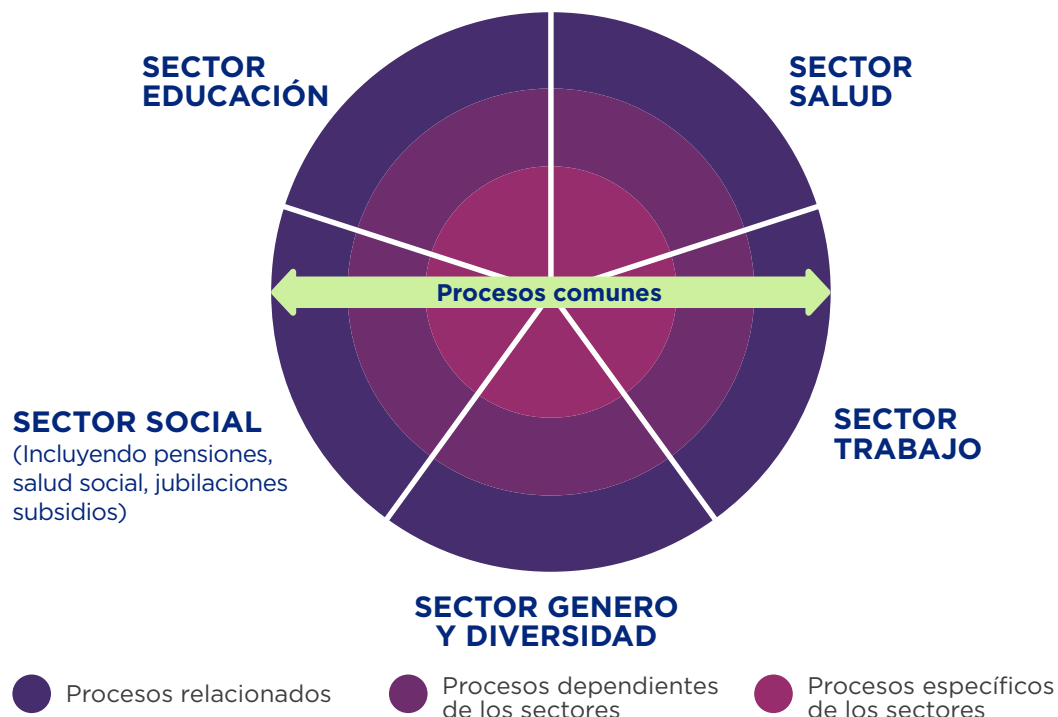 SECTOR
EDUCACIÓN
SECTOR
SALUD
Procesos comunes
SECTOR SOCIAL
(Incluyendo pensiones,
salud social, jubilaciones
subsidios)
SECTOR
TRABAJO
SECTOR GENERO
Y DIVERSIDAD
Procesos relacionados
Procesos dependientes
de los sectores
Procesos específicos
de los sectores